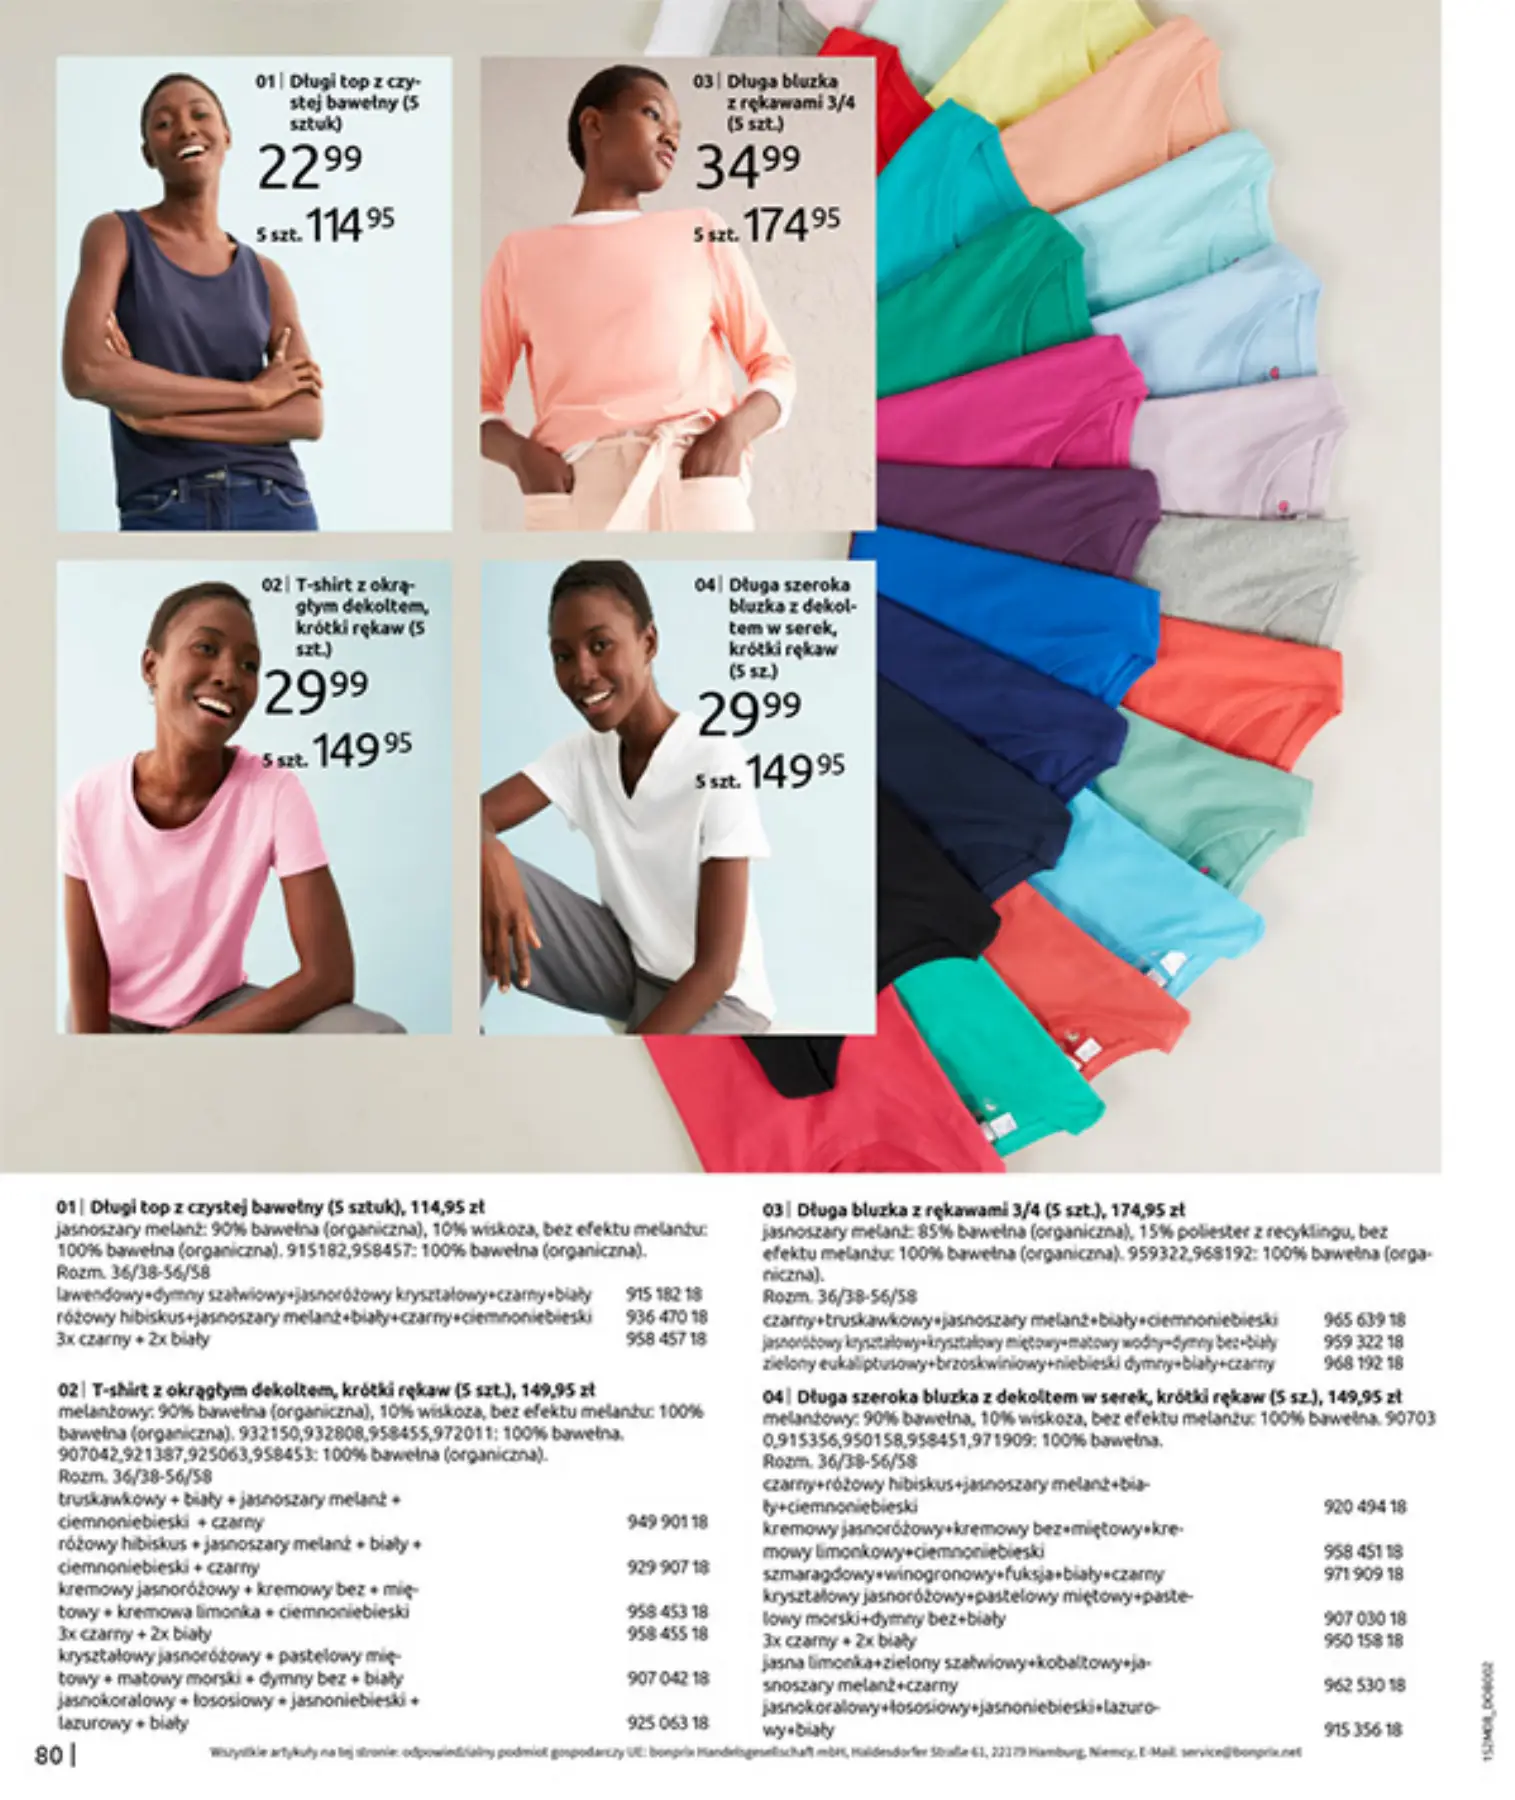 01 | Długi top z czy-
stej bawełny (5
sztuk)
22 99
5 szt. 114 95
03 | Długa bluzka
z rękawami 3/4
(5 szt.)
34 99
5 szt. 174 95
02 | T-shirt z okrą-
głym dekoltem,
krótki rękaw (5
szt.)
29 99
5 szt. 149 95
04 | Długa szeroka
bluzka z dekol-
tem w serek,
krótki rękaw
(5 sz.)
29 99
5 szt. 149 95
01 | Długi top z czystej bawełny (5 sztuk), 114,95 zł
jasnoszary melanż: 90% bawełna (organiczna), 10% wiskoza, bez efektu melanżu:
100% bawełna (organiczna). 915182,958457: 100% bawełna (organiczna).
Rozm. 36/38-56/58
lawendowy+dymny szałwiowy+jasnoróżowy kryształowy+czarny+biały 915 182 18
różowy hibiskus+jasnoszary melanż+biały+czarny+ciemnoniebieski 936 470 18
3x czarny + 2x biały 958 457 18
02 | T-shirt z okrągłym dekoltem, krótki rękaw (5 szt.), 149,95 zł
melanżowy: 90% bawełna (organiczna), 10% wiskoza, bez efektu melanżu: 100%
bawełna (organiczna). 932150,932808,958455,972011: 100% bawełna.
907042,921387,925063,958453: 100% bawełna (organiczna).
Rozm. 36/38-56/58
truskawkowy + biały + jasnoszary melanż +
ciemnoniebieski + czarny 949 901 18
różowy hibiskus + jasnoszary melanż + biały +
ciemnoniebieski + czarny 929 907 18
kremowy jasnoróżowy + kremowy bez + mię-
towy + kremowa limonka + ciemnoniebieski 958 453 18
3x czarny + 2x biały 958 455 18
kryształowy jasnoróżowy + pastelowy mię-
towy + matowy morski + dymny bez + biały 907 042 18
jasnokoralowy + łososiowy + jasnoniebieski +
lazurowy + biały 925 063 18
03 | Długa bluzka z rękawami 3/4 (5 szt.), 174,95 zł
jasnoszary melanż: 85% bawełna (organiczna), 15% poliester z recyklingu, bez
efektu melanżu: 100% bawełna (organiczna). 959322,968192: 100% bawełna (orga-
niczna).
Rozm. 36/38-56/58
czarny+truskawkowy+jasnoszary melanż+biały+ciemnoniebieski 965 639 18
jasnoróżowy kryształowy+kryształowy miętowy+matowy wodny+dymny bez+biały 959 322 18
zielony eukaliptusowy+brzoskwiniowy+niebieski dymny+biały+czarny 968 192 18
04 | Długa szeroka bluzka z dekoltem w serek, krótki rękaw (5 sz.), 149,95 zł
melanżowy: 90% bawełna, 10% wiskoza, bez efektu melanżu: 100% bawełna. 90703
0,915356,950158,958451,971909: 100% bawełna.
Rozm. 36/38-56/58
czarny+różowy hibiskus+jasnoszary melanż+bia-
ły+ciemnoniebieski 920 494 18
kremowy jasnoróżowy+kremowy bez+miętowy+kre-
mowy limonkowy+ciemnoniebieski 958 451 18
szmaragdowy+winogronowy+fuksja+biały+czarny 971 909 18
kryształowy jasnoróżowy+pastelowy miętowy+paste-
lowy morski+dymny bez+biały 907 030 18
3x czarny + 2x biały 950 158 18
jasna limonka+zielony szałwiowy+kobaltowy+ja-
snoszary melanż+czarny 962 530 18
jasnokoralowy+łososiowy+jasnoniebieski+lazuro-
wy+biały 915 356 18
80 |
Wszystkie artykuły na tej stronie: odpowiedzialny podmiot gospodarczy UE: bonprix Handelsgesellschaft mbH, Haldesdorfer Straße 61, 22179 Hamburg, Niemcy, E-Mail: service@bonprix.net
152M08_DOB002